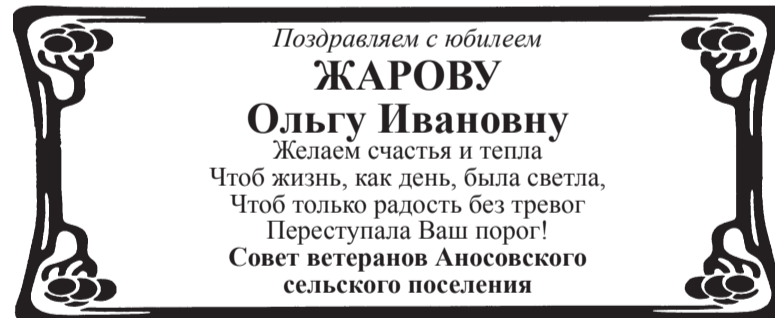 Поздравляем с юбилеем
ЖАРОВУ
Ольгу Ивановну
Желаем счастья и тепла
Чтоб жизнь, как день, была светла,
Чтоб только радость без тревог
Переступала Ваш порог!
Совет ветеранов Аносовского
сельского поселения